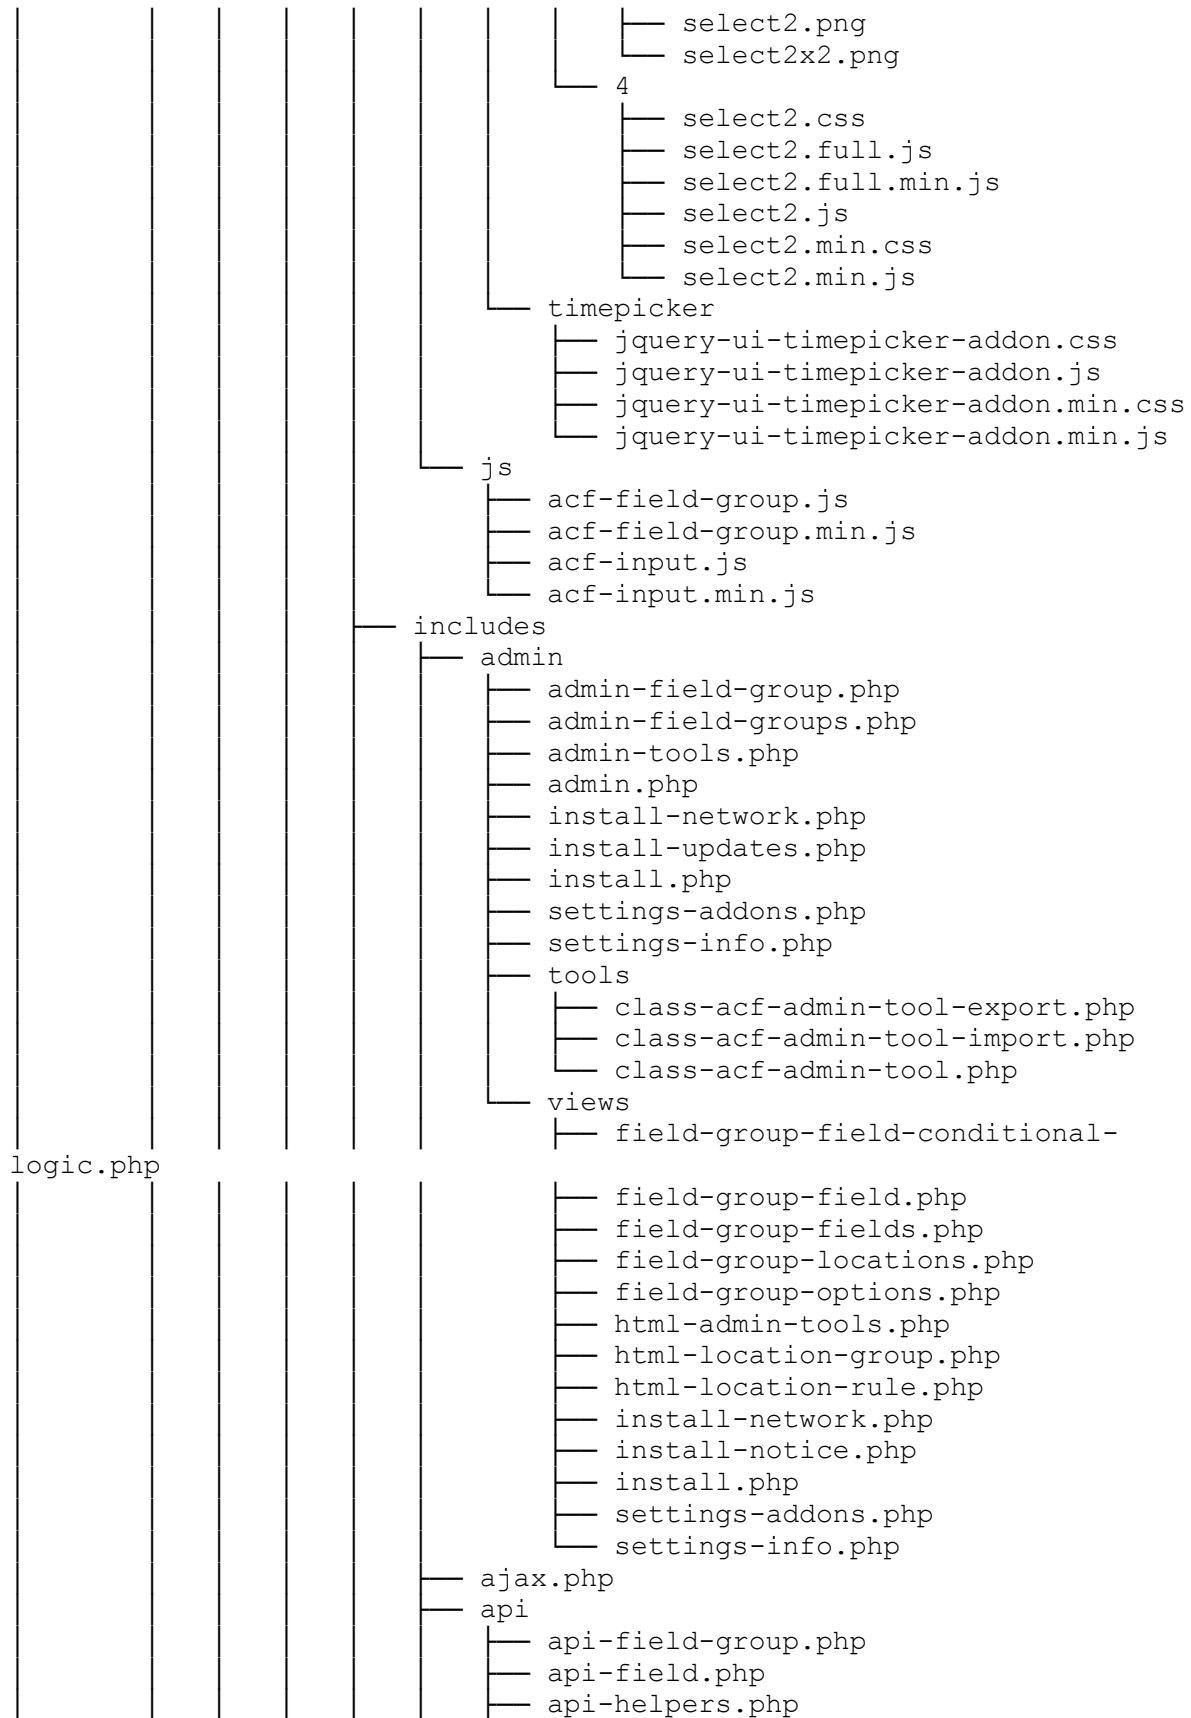 select2.png
select2x2.png
4
select2.css
select2.full.js
select2.full.min.js
select2.js
select2.min.css
select2.min.js
timepicker
jquery-ui-timepicker-addon.css
jquery-ui-timepicker-addon.js
jquery-ui-timepicker-addon.min.css
jquery-ui-timepicker-addon.min.js
js
acf-field-group.js
acf-field-group.min.js
acf-input.js
acf-input.min.js
includes
admin
admin-field-group.php
admin-field-groups.php
admin-tools.php
admin.php
install-network.php
install-updates.php
install.php
settings-addons.php
settings-info.php
tools
class-acf-admin-tool-export.php
class-acf-admin-tool-import.php
class-acf-admin-tool.php
views
field-group-field-conditional-
logic.php
field-group-field.php
field-group-fields.php
field-group-locations.php
field-group-options.php
html-admin-tools.php
html-location-group.php
html-location-rule.php
install-network.php
install-notice.php
install.php
settings-addons.php
settings-info.php
ajax.php
api
api-field-group.php
api-field.php
api-helpers.php